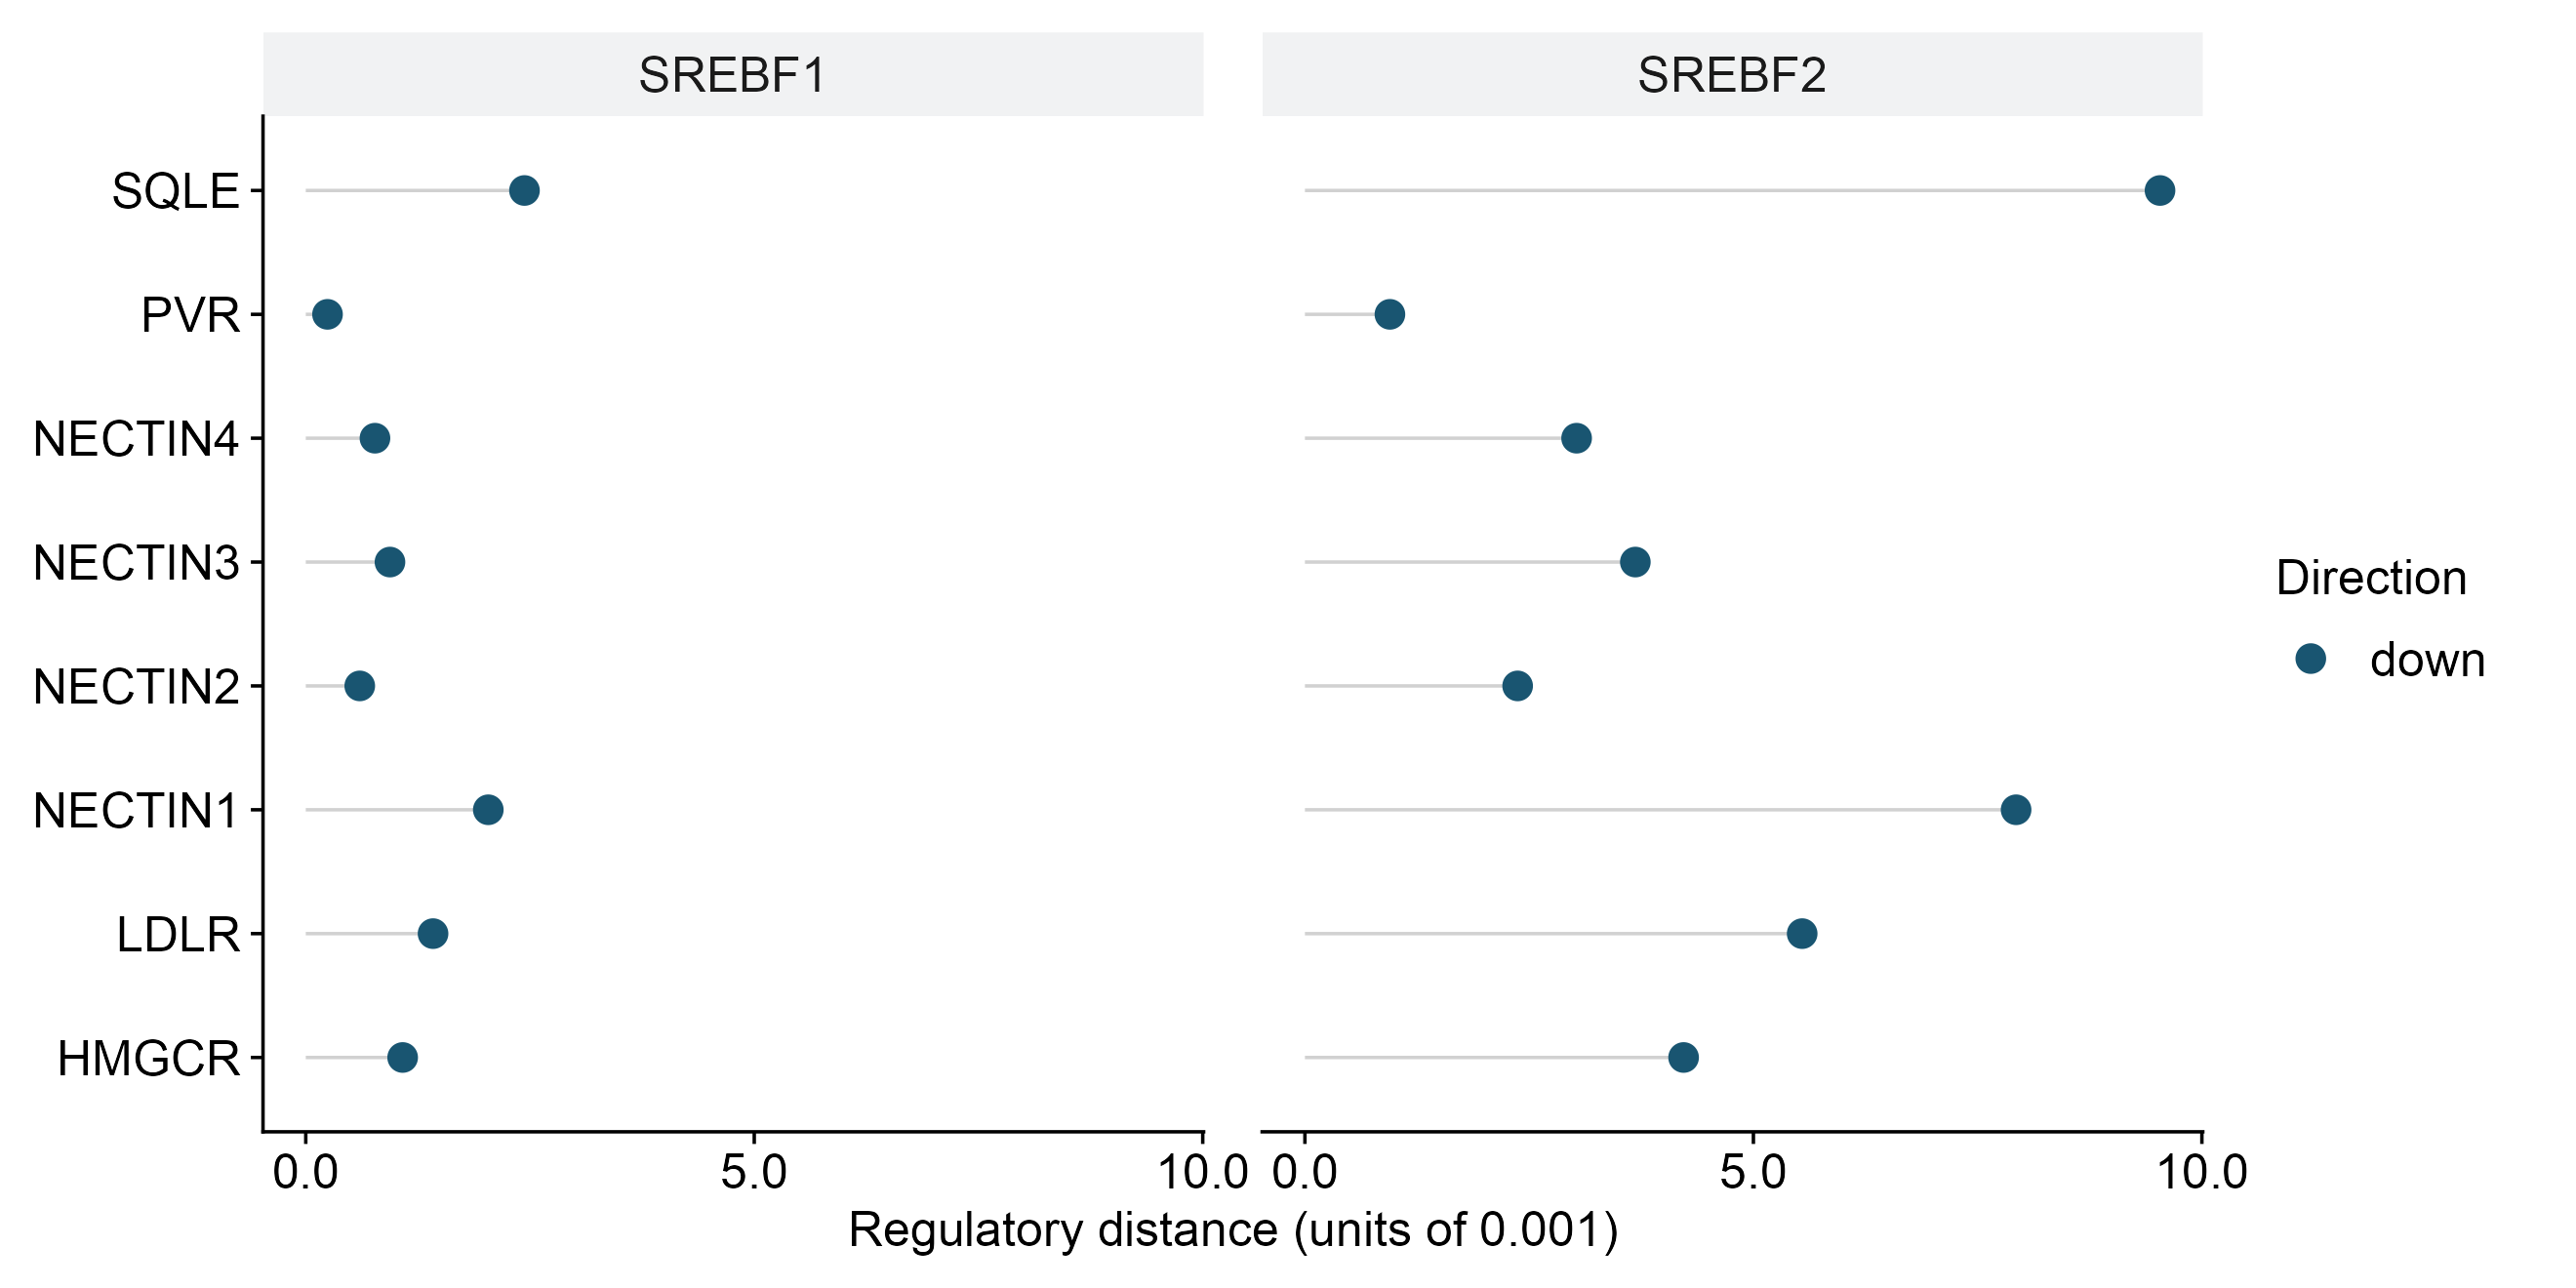 SREBF1
SREBF2
SQLE
PVR
NECTIN4
NECTIN3
NECTIN2
NECTIN1
LDLR
HMGCR
0.0 5.0 10.0
0.0 5.0 10.0
Regulatory distance (units of 0.001)
Direction
down